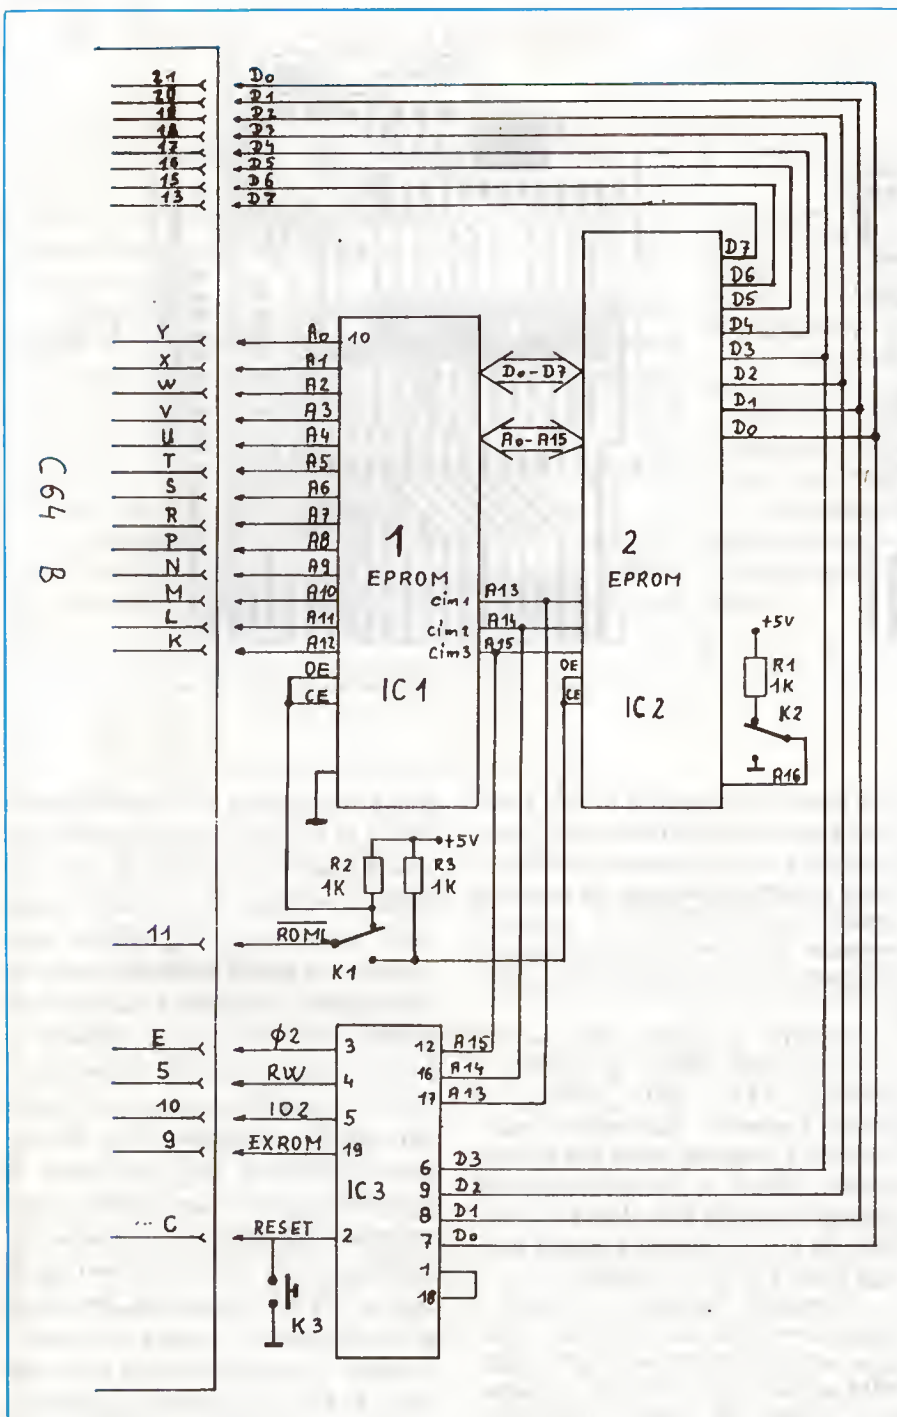 21 D0
20 D1
D2
D3
17 D4
16 D5
15 D6
13 D7
D7
D6
D5
D4
D3
D2
D1
D0
Y A0 10
X A1
W A2
V A3
U A4
T A5
S A6
R A7
P A8
N A9
M A10
L A11
K A12
OE
CE
D0-D7
A0-A15
C64 B
1
EPROM
IC1
cím1 A13
cím2 A14
cím3 A15
2
EPROM
IC2
OE
CE
+5V
R1
1K
K2
A16
+5V
R2
1K
R3
1K
11 ROML
K1
E ϕ2 3
5 RW 4
10 IO2 5
9 EXROM 19
C RESET 2
K3
IC3
12 A15
16 A14
17 A13
6 D3
9 D2
8 D1
7 D0
1
18